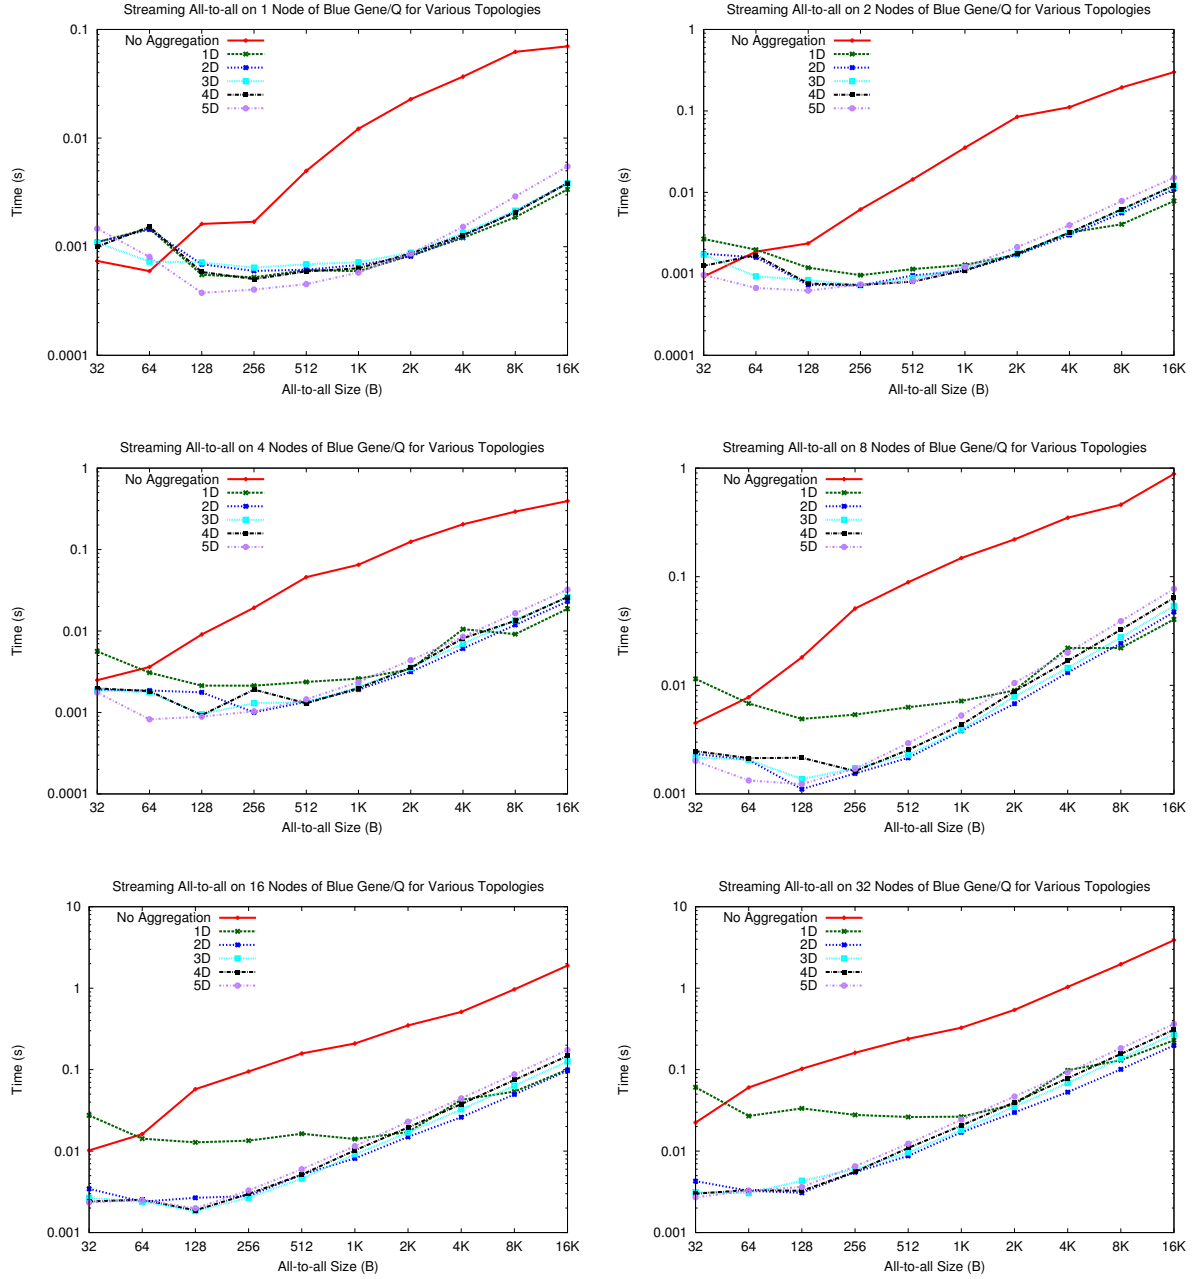 Streaming All-to-all on 1 Node of Blue Gene/Q for Various Topologies
0.1
0.01
0.001
0.0001
Time (s)
No Aggregation
1D
2D
3D
4D
5D
32 64 128 256 512 1K 2K 4K 8K 16K
All-to-all Size (B)
Streaming All-to-all on 2 Nodes of Blue Gene/Q for Various Topologies
1
0.1
0.01
0.001
0.0001
Time (s)
No Aggregation
1D
2D
3D
4D
5D
32 64 128 256 512 1K 2K 4K 8K 16K
All-to-all Size (B)
Streaming All-to-all on 4 Nodes of Blue Gene/Q for Various Topologies
1
0.1
0.01
0.001
0.0001
Time (s)
No Aggregation
1D
2D
3D
4D
5D
32 64 128 256 512 1K 2K 4K 8K 16K
All-to-all Size (B)
Streaming All-to-all on 8 Nodes of Blue Gene/Q for Various Topologies
1
0.1
0.01
0.001
Time (s)
No Aggregation
1D
2D
3D
4D
5D
32 64 128 256 512 1K 2K 4K 8K 16K
All-to-all Size (B)
Streaming All-to-all on 16 Nodes of Blue Gene/Q for Various Topologies
10
1
0.1
0.01
0.001
Time (s)
No Aggregation
1D
2D
3D
4D
5D
32 64 128 256 512 1K 2K 4K 8K 16K
All-to-all Size (B)
Streaming All-to-all on 32 Nodes of Blue Gene/Q for Various Topologies
10
1
0.1
0.01
0.001
Time (s)
No Aggregation
1D
2D
3D
4D
5D
32 64 128 256 512 1K 2K 4K 8K 16K
All-to-all Size (B)